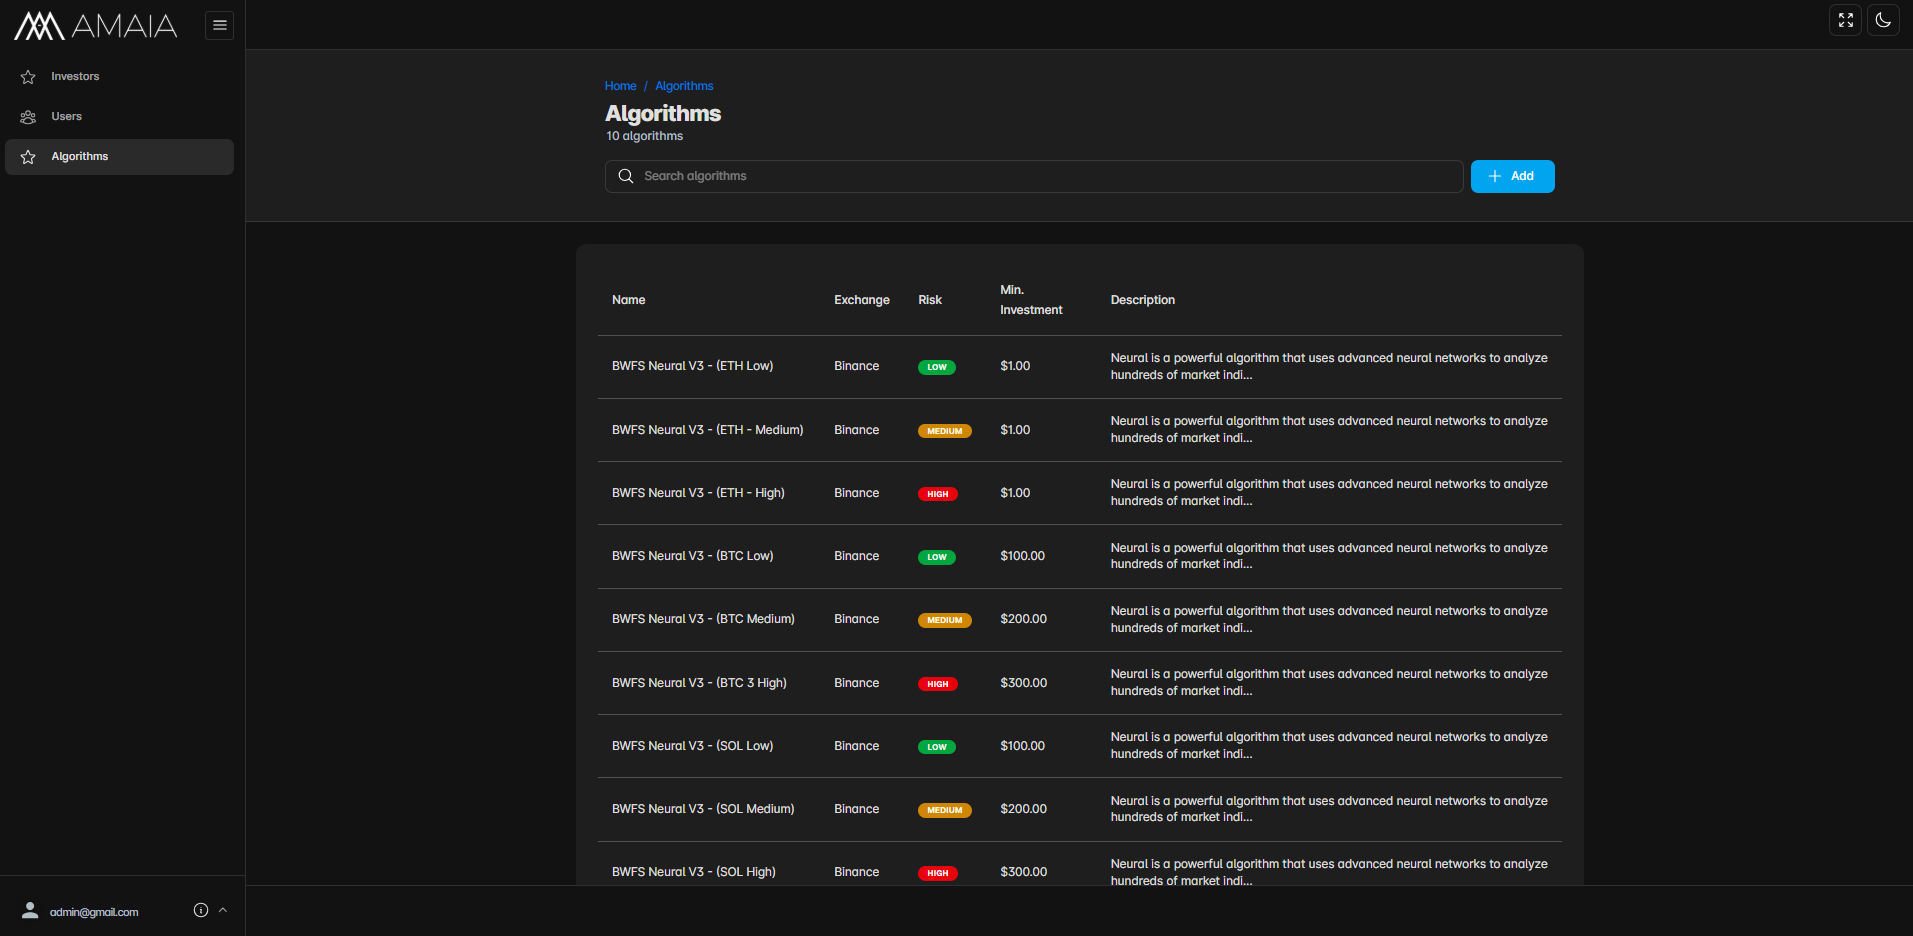 AMAIA
Investors
Users
Algorithms
Home / Algorithms
Algorithms
10 algorithms
Search algorithms
Add
Name Exchange Risk Min. Investment Description
BWFS Neural V3 - (ETH Low) Binance LOW $1.00 Neural is a powerful algorithm that uses advanced neural networks to analyze
hundreds of market indi...
BWFS Neural V3 - (ETH - Medium) Binance MEDIUM $1.00 Neural is a powerful algorithm that uses advanced neural networks to analyze
hundreds of market indi...
BWFS Neural V3 - (ETH - High) Binance HIGH $1.00 Neural is a powerful algorithm that uses advanced neural networks to analyze
hundreds of market indi...
BWFS Neural V3 - (BTC Low) Binance LOW $100.00 Neural is a powerful algorithm that uses advanced neural networks to analyze
hundreds of market indi...
BWFS Neural V3 - (BTC Medium) Binance MEDIUM $200.00 Neural is a powerful algorithm that uses advanced neural networks to analyze
hundreds of market indi...
BWFS Neural V3 - (BTC 3 High) Binance HIGH $300.00 Neural is a powerful algorithm that uses advanced neural networks to analyze
hundreds of market indi...
BWFS Neural V3 - (SOL Low) Binance LOW $100.00 Neural is a powerful algorithm that uses advanced neural networks to analyze
hundreds of market indi...
BWFS Neural V3 - (SOL Medium) Binance MEDIUM $200.00 Neural is a powerful algorithm that uses advanced neural networks to analyze
hundreds of market indi...
BWFS Neural V3 - (SOL High) Binance HIGH $300.00 Neural is a powerful algorithm that uses advanced neural networks to analyze
hundreds of market indi...
admin@gmail.com